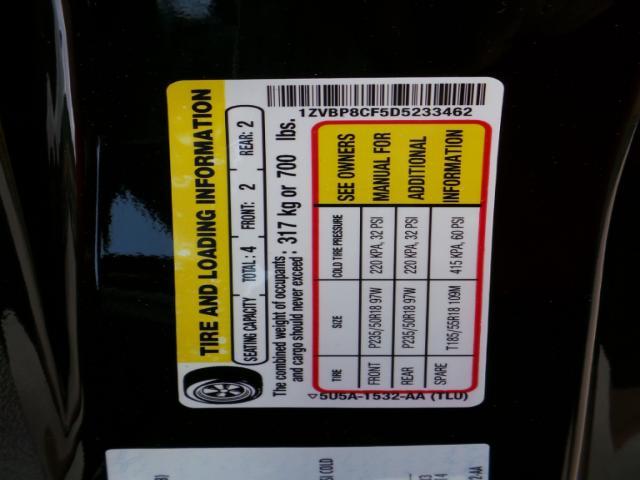 1ZVBP8CF5D5233462
TIRE AND LOADING INFORMATION
SEATING CAPACITY TOTAL: 4 FRONT: 2 REAR: 2
The combined weight of occupants
and cargo should never exceed: 317 kg or 700 lbs.
TIRE SIZE COLD TIRE PRESSURE SEE OWNERS
FRONT P235/50R18 97W 220 KPA, 32 PSI MANUAL FOR
REAR P235/50R18 97W 220 KPA, 32 PSI ADDITIONAL
SPARE T185/55R18 109M 415 KPA, 60 PSI INFORMATION
▽5U5A-1532-AA (TLU)
SI COLD